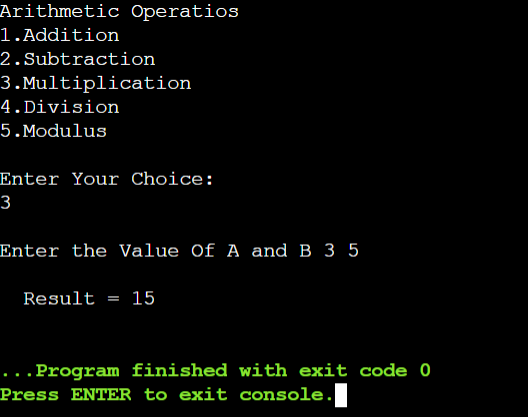 Arithmetic Operatios
1.Addition
2.Subtraction
3.Multiplication
4.Division
5.Modulus
Enter Your Choice:
3
Enter the Value Of A and B 3 5
Result = 15
...Program finished with exit code 0
Press ENTER to exit console.